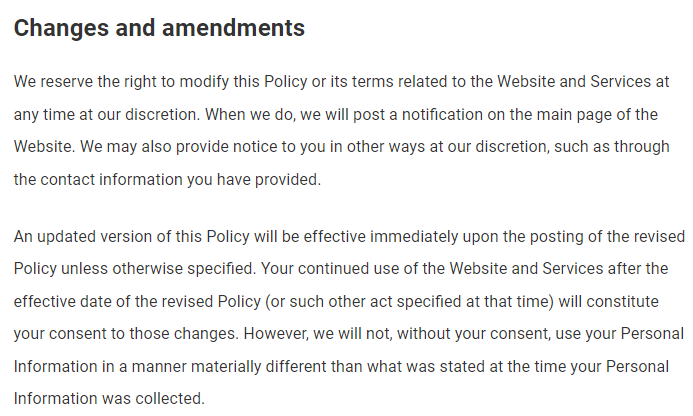 Changes and amendments
We reserve the right to modify this Policy or its terms related to the Website and Services at
any time at our discretion. When we do, we will post a notification on the main page of the
Website. We may also provide notice to you in other ways at our discretion, such as through
the contact information you have provided.
An updated version of this Policy will be effective immediately upon the posting of the revised
Policy unless otherwise specified. Your continued use of the Website and Services after the
effective date of the revised Policy (or such other act specified at that time) will constitute
your consent to those changes. However, we will not, without your consent, use your Personal
Information in a manner materially different than what was stated at the time your Personal
Information was collected.